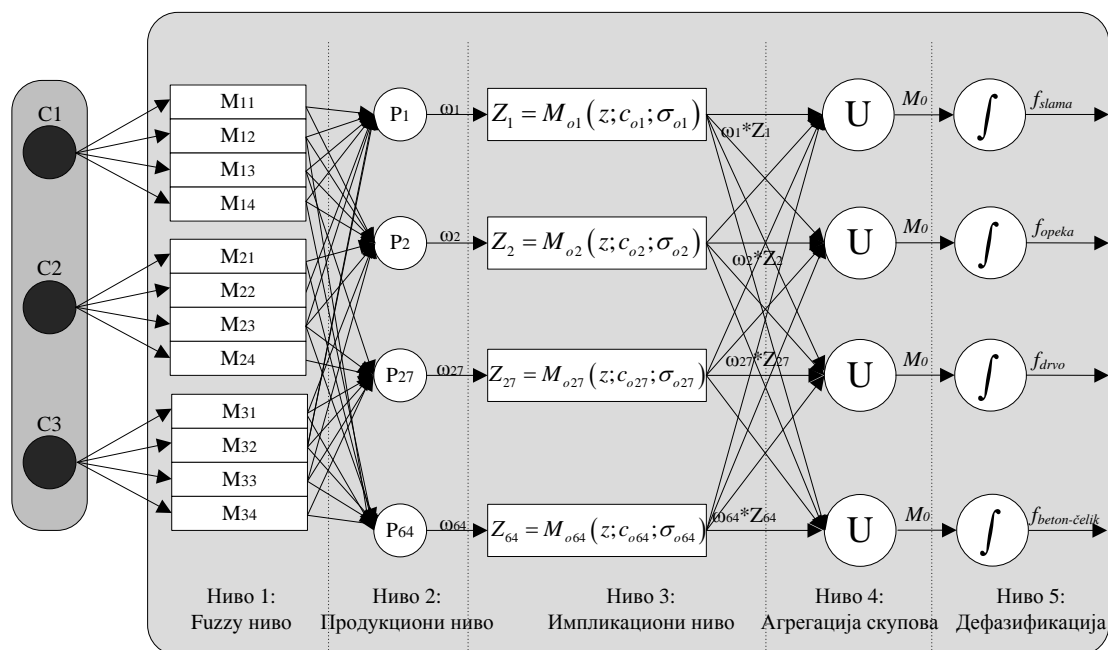 C1
C2
C3
M11
M12
M13
M14
M21
M22
M23
M24
M31
M32
M33
M34
P1
P2
P27
P64
ω1
ω2
ω27
ω64
Z1 = Mo1(z;co1;σo1)
Z2 = Mo2(z;co2;σo2)
Z27 = Mo27(z;co27;σo27)
Z64 = Mo64(z;co64;σo64)
ω1*Z1
ω2*Z2
ω27*Z27
ω64*Z64
U
U
U
U
M0
M0
M0
M0
∫
∫
∫
∫
fslama
fopeka
fdrvo
fbeton-čelik
Ниво 1:
Fuzzy ниво
Ниво 2:
Продукциони ниво
Ниво 3:
Импликациони ниво
Ниво 4:
Агрегација скупова
Ниво 5:
Дефазификација